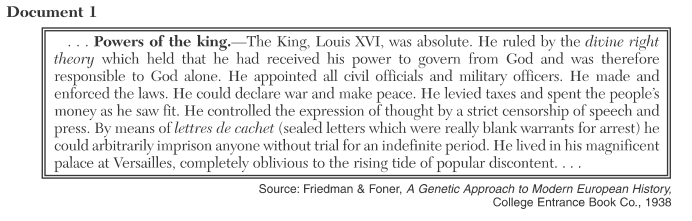 Document 1
. . . Powers of the king.—The King, Louis XVI, was absolute. He ruled by the divine right
theory which held that he had received his power to govern from God and was therefore
responsible to God alone. He appointed all civil officials and military officers. He made and
enforced the laws. He could declare war and make peace. He levied taxes and spent the people's
money as he saw fit. He controlled the expression of thought by a strict censorship of speech and
press. By means of lettres de cachet (sealed letters which were really blank warrants for arrest) he
could arbitrarily imprison anyone without trial for an indefinite period. He lived in his magnificent
palace at Versailles, completely oblivious to the rising tide of popular discontent. . . .
Source: Friedman & Foner, A Genetic Approach to Modern European History,
College Entrance Book Co., 1938